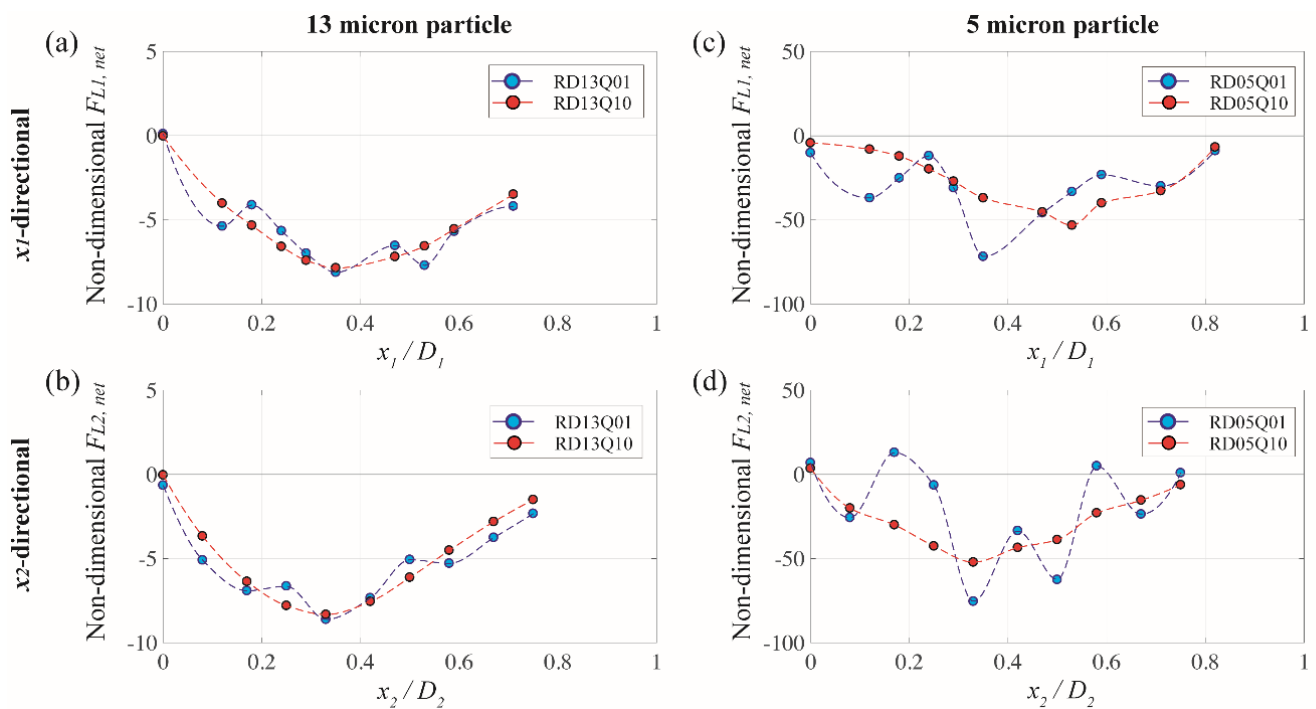 13 micron particle
5 micron particle
x1-directional
x2-directional
(a)
Non-dimensional FL1, net
5
0
-5
-10
0
0.2
0.4
0.6
0.8
1
x1 / D1
RD13Q01
RD13Q10
(c)
Non-dimensional FL1, net
50
0
-50
-100
0
0.2
0.4
0.6
0.8
1
x1 / D1
RD05Q01
RD05Q10
(b)
Non-dimensional FL2, net
5
0
-5
-10
0
0.2
0.4
0.6
0.8
1
x2 / D2
RD13Q01
RD13Q10
(d)
Non-dimensional FL2, net
50
0
-50
-100
0
0.2
0.4
0.6
0.8
1
x2 / D2
RD05Q01
RD05Q10